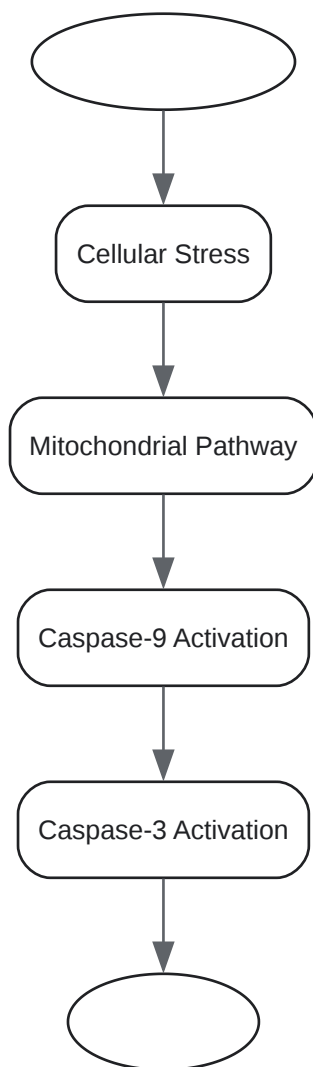 Cellular Stress
Mitochondrial Pathway
Caspase-9 Activation
Caspase-3 Activation